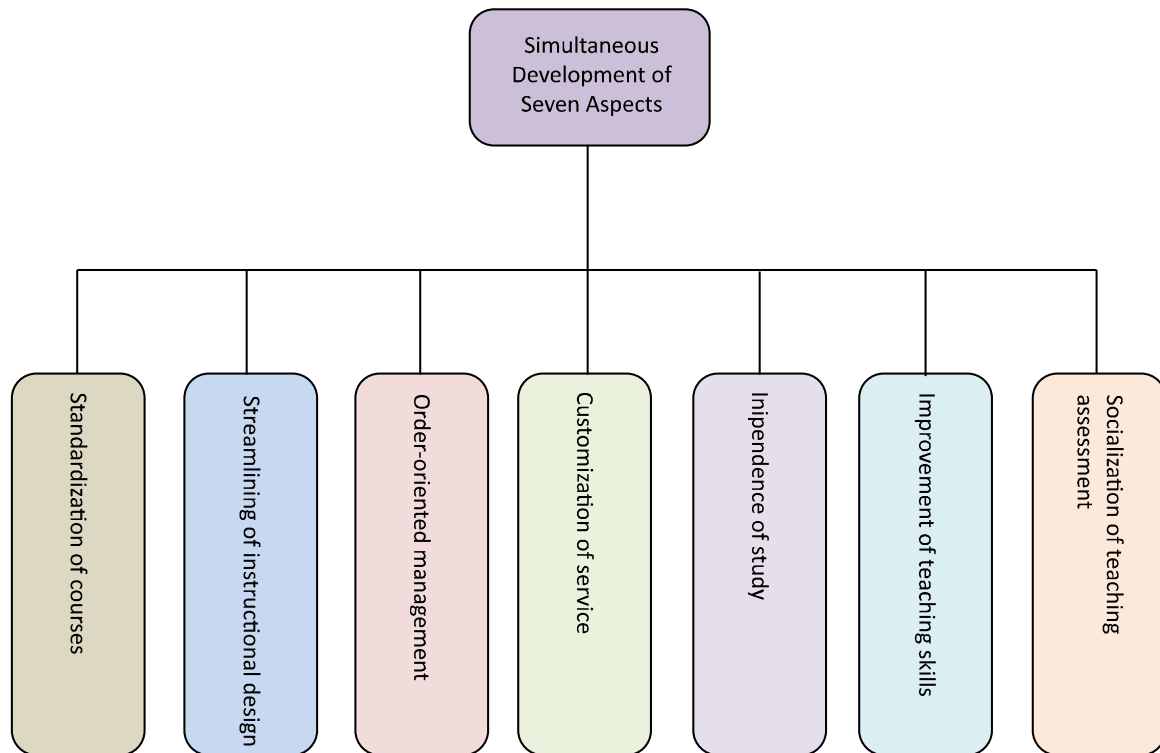 Simultaneous
Development of
Seven Aspects
Standardization of courses
Streamlining of instructional design
Order-oriented management
Customization of service
Inipendence of study
Improvement of teaching skills
Socialization of teaching
assessment